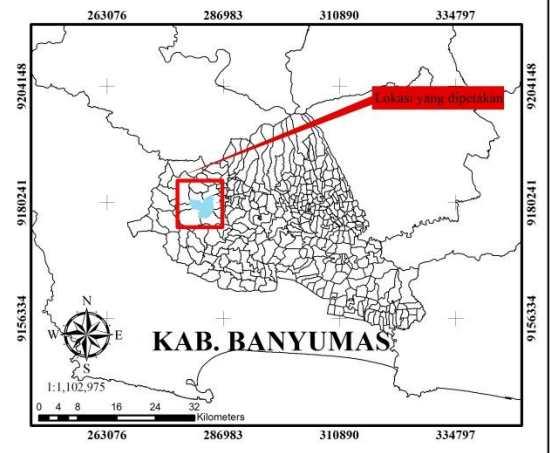 263076 286983 310890 334797
9204148
9204148
Lokasi yang dipetakan
9180241
9180241
9156334
9156334
N
W E
S
KAB. BANYUMAS
1:1,102,975
0 4 8 16 24 32
Kilometers
263076 286983 310890 334797